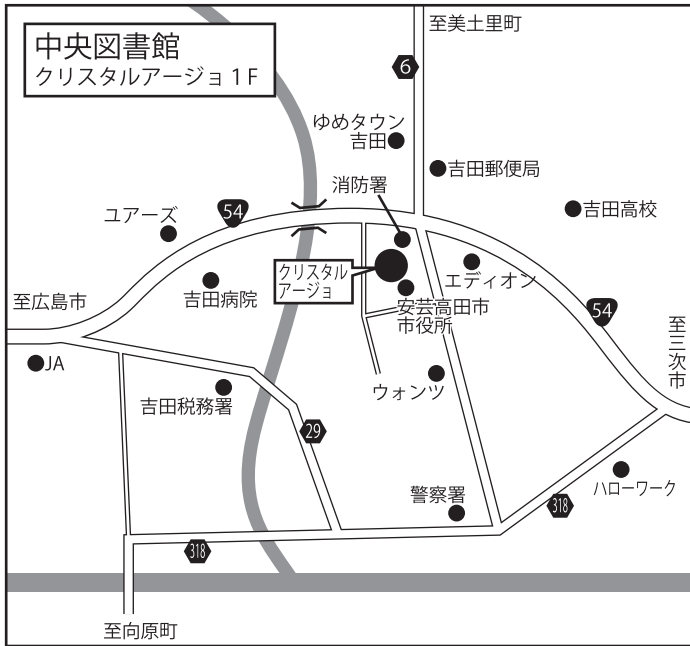 中央図書館
クリスタルアージョ１F
至美土里町
6
ゆめタウン
吉田
吉田郵便局
消防署
吉田高校
ユアーズ
54
クリスタル
アージョ
エディオン
吉田病院
安芸高田市
市役所
至広島市
54
至三次市
JA
ウォンツ
吉田税務署
29
ハローワーク
警察署
318
318
至向原町